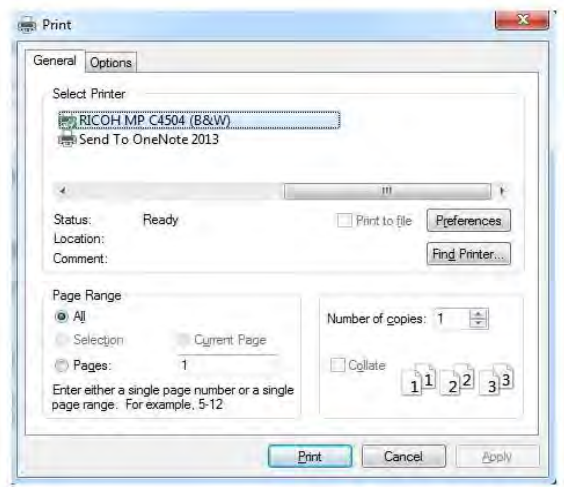 Print
General Options
Select Printer
RICOH MP C4504 (B&W)
Send To OneNote 2013
Status: Ready Print to file Preferences
Location:
Comment: Find Printer...
Page Range
All
Selection Current Page
Pages: 1
Enter either a single page number or a single
page range. For example, 5-12
Number of copies: 1
Collate
1 1 2 2 3 3
Print Cancel Apply